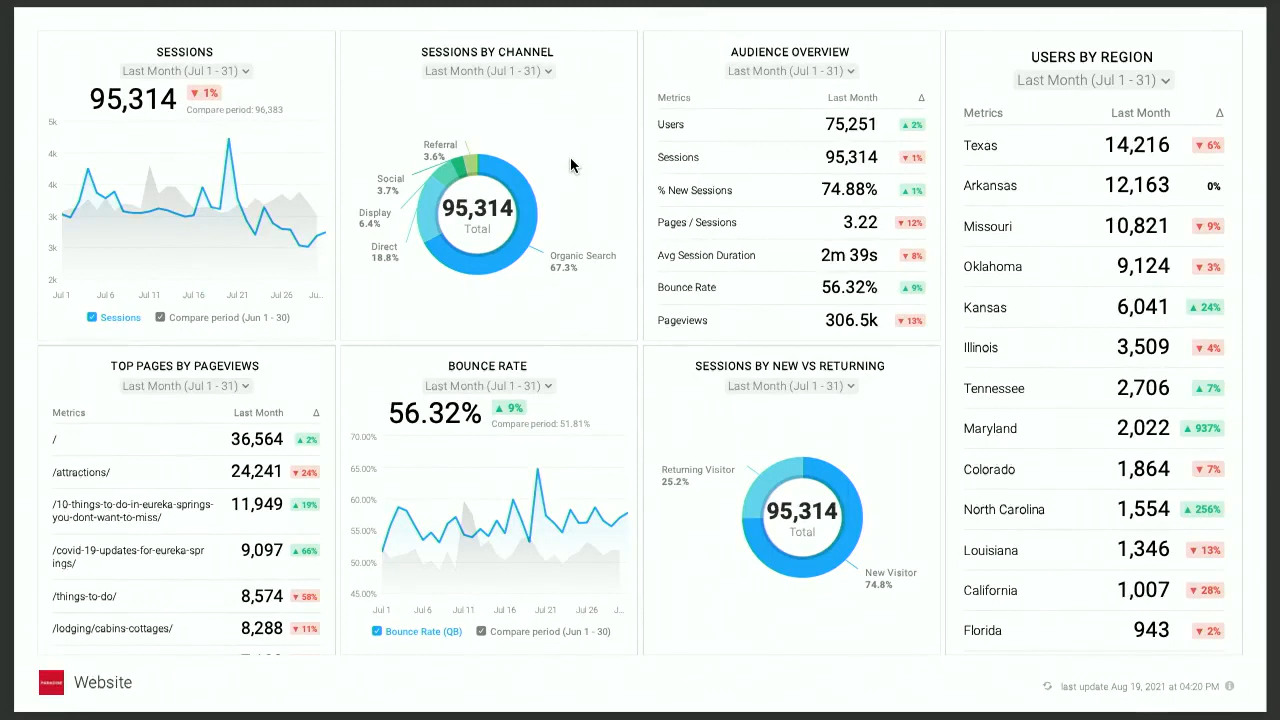 SESSIONS
Last Month (Jul 1 - 31)
95,314
▼ 1%
Compare period: 96,383
5k
4k
4k
3k
3k
2k
Jul 1 Jul 6 Jul 11 Jul 16 Jul 21 Jul 26 Ju...
Sessions Compare period (Jun 1 - 30)
SESSIONS BY CHANNEL
Last Month (Jul 1 - 31)
Referral
3.6%
Social
3.7%
Display
6.4%
Direct
18.8%
95,314
Total
Organic Search
67.3%
AUDIENCE OVERVIEW
Last Month (Jul 1 - 31)
Metrics Last Month Δ
Users 75,251 ▲ 2%
Sessions 95,314 ▼ 1%
% New Sessions 74.88% ▲ 1%
Pages / Sessions 3.22 ▼ 12%
Avg Session Duration 2m 39s ▼ 8%
Bounce Rate 56.32% ▲ 9%
Pageviews 306.5k ▼ 13%
USERS BY REGION
Last Month (Jul 1 - 31)
Metrics Last Month Δ
Texas 14,216 ▼ 6%
Arkansas 12,163 0%
Missouri 10,821 ▼ 9%
Oklahoma 9,124 ▼ 3%
Kansas 6,041 ▲ 24%
Illinois 3,509 ▼ 4%
Tennessee 2,706 ▲ 7%
Maryland 2,022 ▲ 937%
Colorado 1,864 ▼ 7%
North Carolina 1,554 ▲ 256%
Louisiana 1,346 ▼ 13%
California 1,007 ▼ 28%
Florida 943 ▼ 2%
TOP PAGES BY PAGEVIEWS
Last Month (Jul 1 - 31)
Metrics Last Month Δ
/ 36,564 ▲ 2%
/attractions/ 24,241 ▼ 24%
/10-things-to-do-in-eureka-springs- 11,949 ▲ 19%
you-dont-want-to-miss/
/covid-19-updates-for-eureka-spr 9,097 ▲ 66%
ings/
/things-to-do/ 8,574 ▼ 58%
/lodging/cabins-cottages/ 8,288 ▼ 11%
BOUNCE RATE
Last Month (Jul 1 - 31)
56.32%
▲ 9%
Compare period: 51.81%
70.00%
65.00%
60.00%
55.00%
50.00%
45.00%
Jul 1 Jul 6 Jul 11 Jul 16 Jul 21 Jul 26 J...
Bounce Rate (QB) Compare period (Jun 1 - 30)
SESSIONS BY NEW VS RETURNING
Last Month (Jul 1 - 31)
Returning Visitor
25.2%
95,314
Total
New Visitor
74.8%
Website
last update Aug 19, 2021 at 04:20 PM